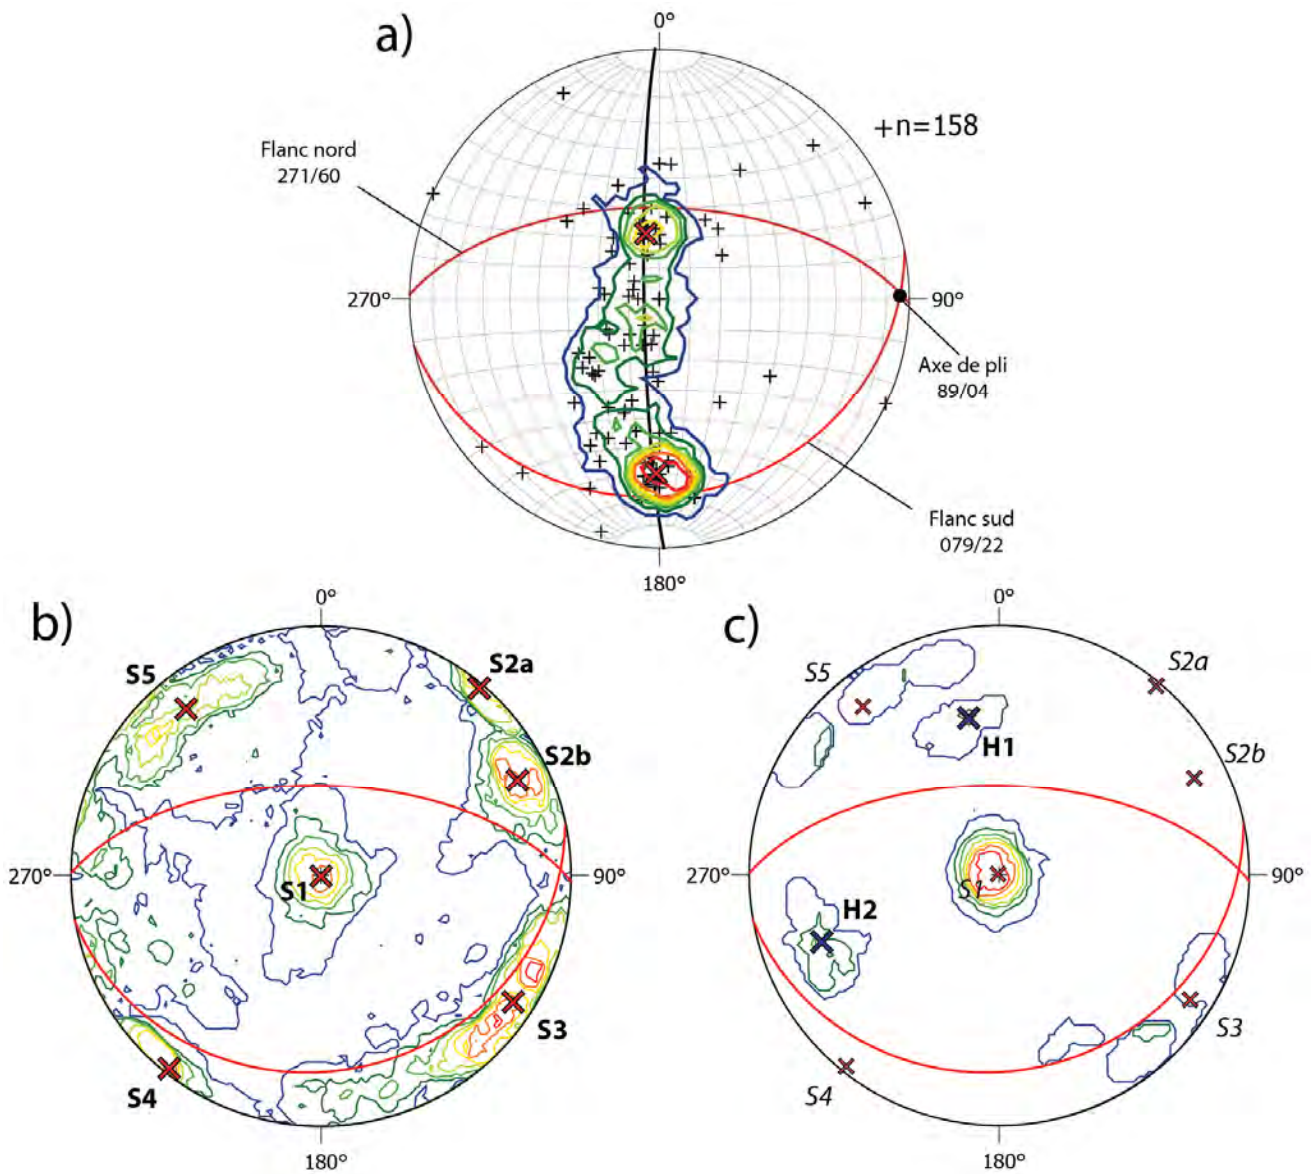 a)
0°
+n=158
Flanc nord
271/60
270°
90°
Axe de pli
89/04
Flanc sud
079/22
180°
b)
0°
S5
S2a
S2b
270°
S1
90°
S3
S4
180°
c)
0°
S5
S2a
H1
S2b
270°
S1
90°
H2
S3
S4
180°